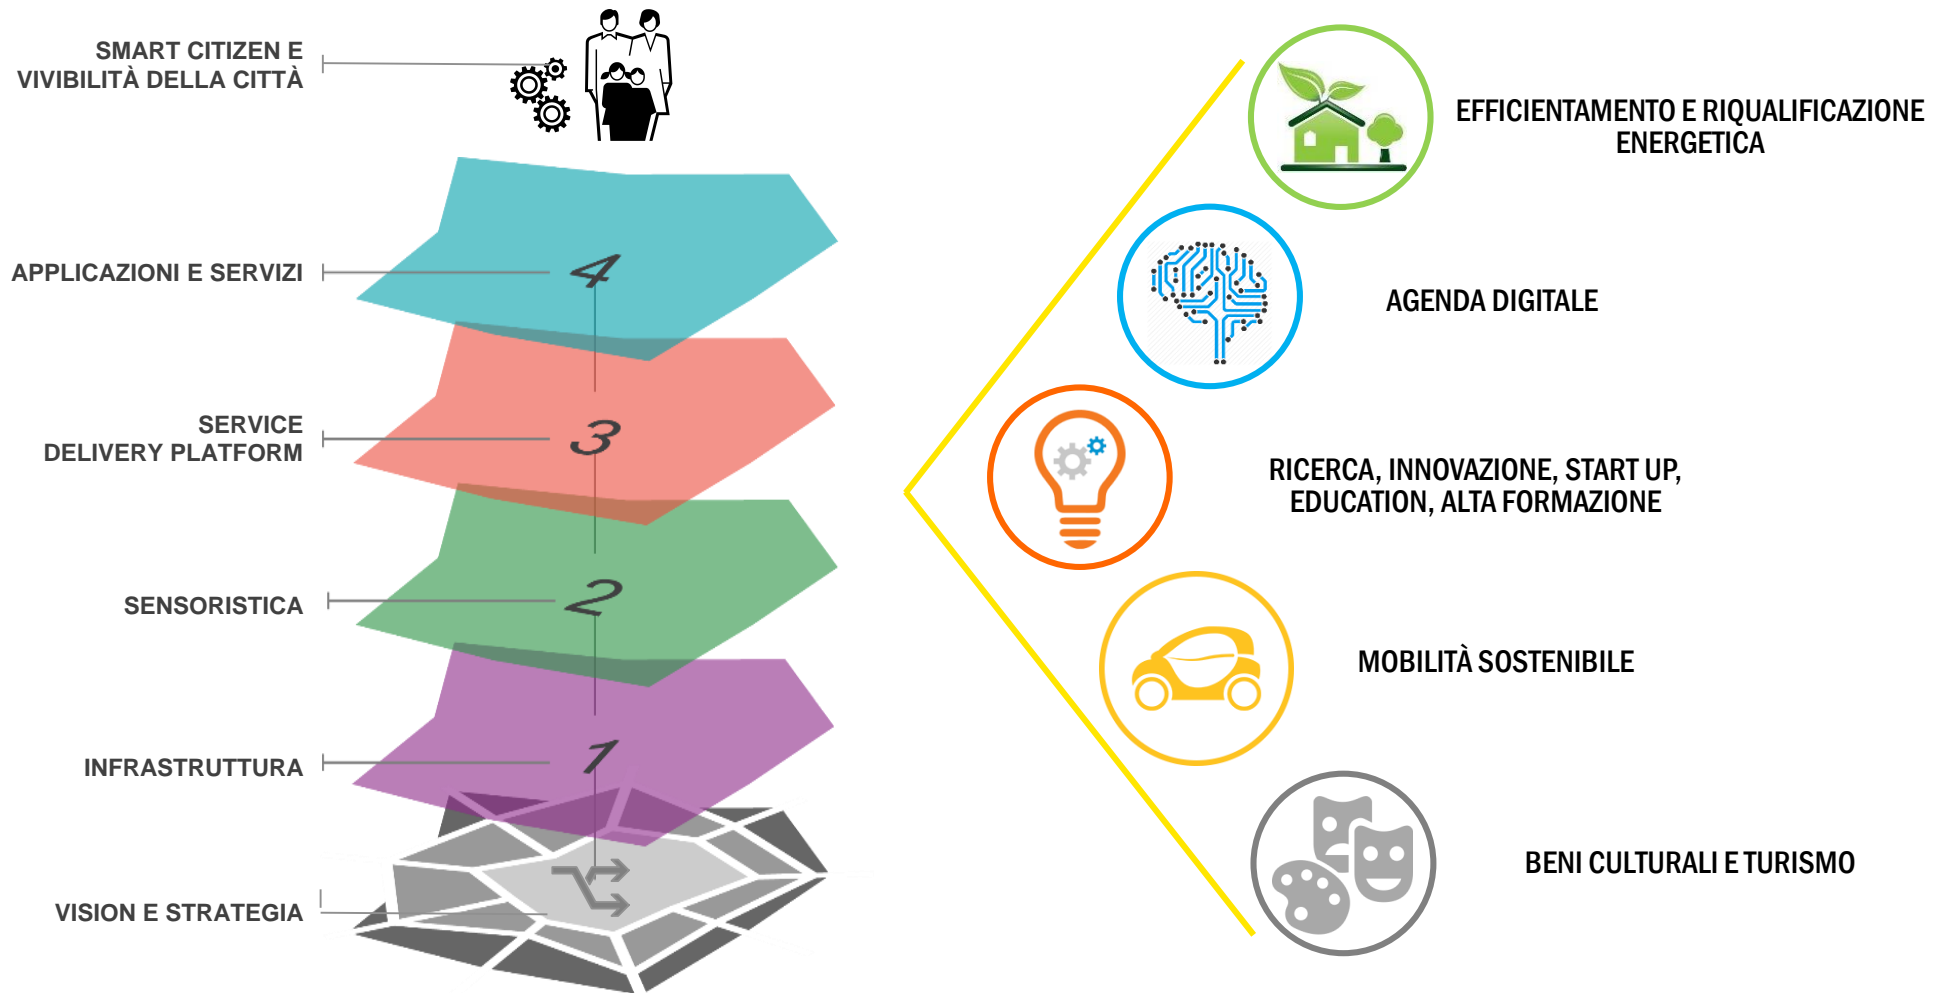 SMART CITIZEN E
VIVIBILITÀ DELLA CITTÀ
APPLICAZIONI E SERVIZI
4
SERVICE
DELIVERY PLATFORM
3
SENSORISTICA
2
INFRASTRUTTURA
1
VISION E STRATEGIA
EFFICIENTAMENTO E RIQUALIFICAZIONE
ENERGETICA
AGENDA DIGITALE
RICERCA, INNOVAZIONE, START UP,
EDUCATION, ALTA FORMAZIONE
MOBILITÀ SOSTENIBILE
BENI CULTURALI E TURISMO